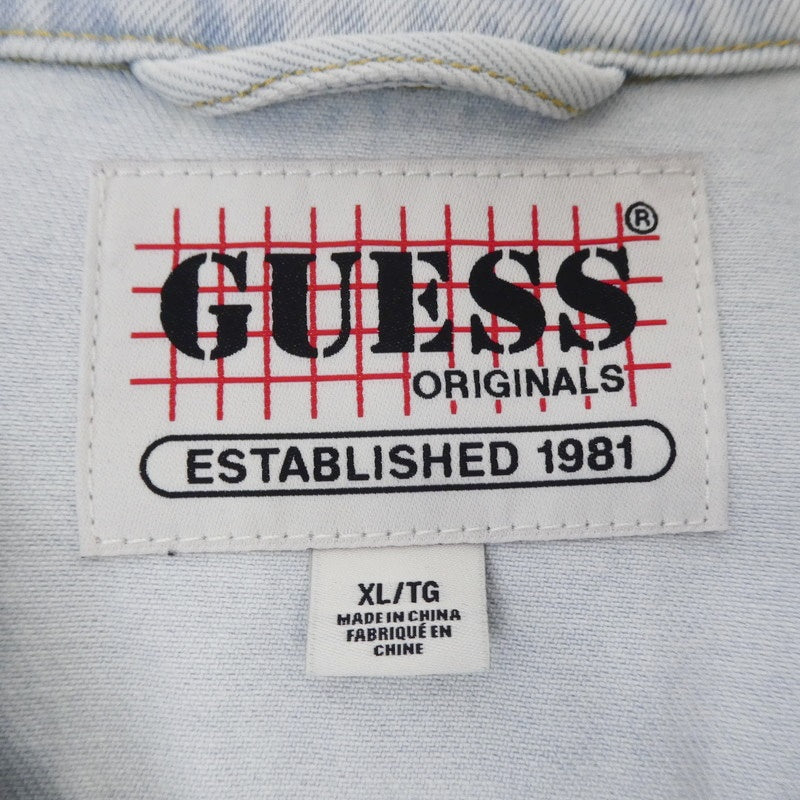 GUESS®
ORIGINALS
ESTABLISHED 1981
XL/TG
MADE IN CHINA
FABRIQUÉ EN
CHINE